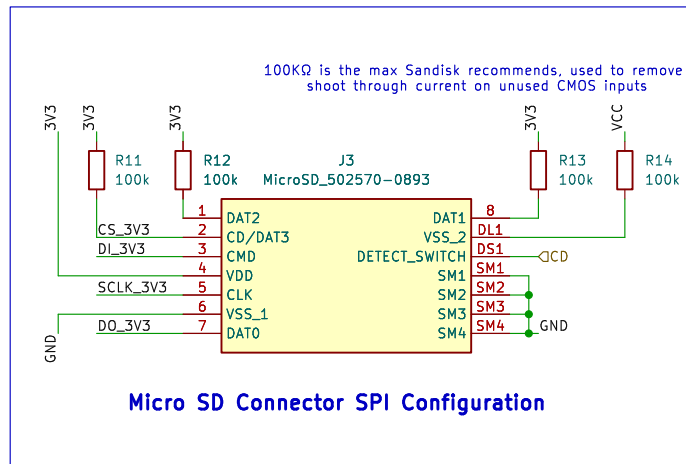 100KΩ is the max Sandisk recommends, used to remove
shoot through current on unused CMOS inputs
3V3
3V3
3V3
3V3
VCC
R11
100k
R12
100k
J3
MicroSD_502570-0893
R13
100k
R14
100k
1 DAT2
2 CD/DAT3
3 CMD
4 VDD
5 CLK
6 VSS_1
7 DAT0
CS_3V3
DI_3V3
SCLK_3V3
DO_3V3
GND
DAT1 8
VSS_2 DL1
DETECT_SWITCH DS1
SM1 SM1
SM2 SM2
SM3 SM3
SM4 SM4
CD
GND
Micro SD Connector SPI Configuration